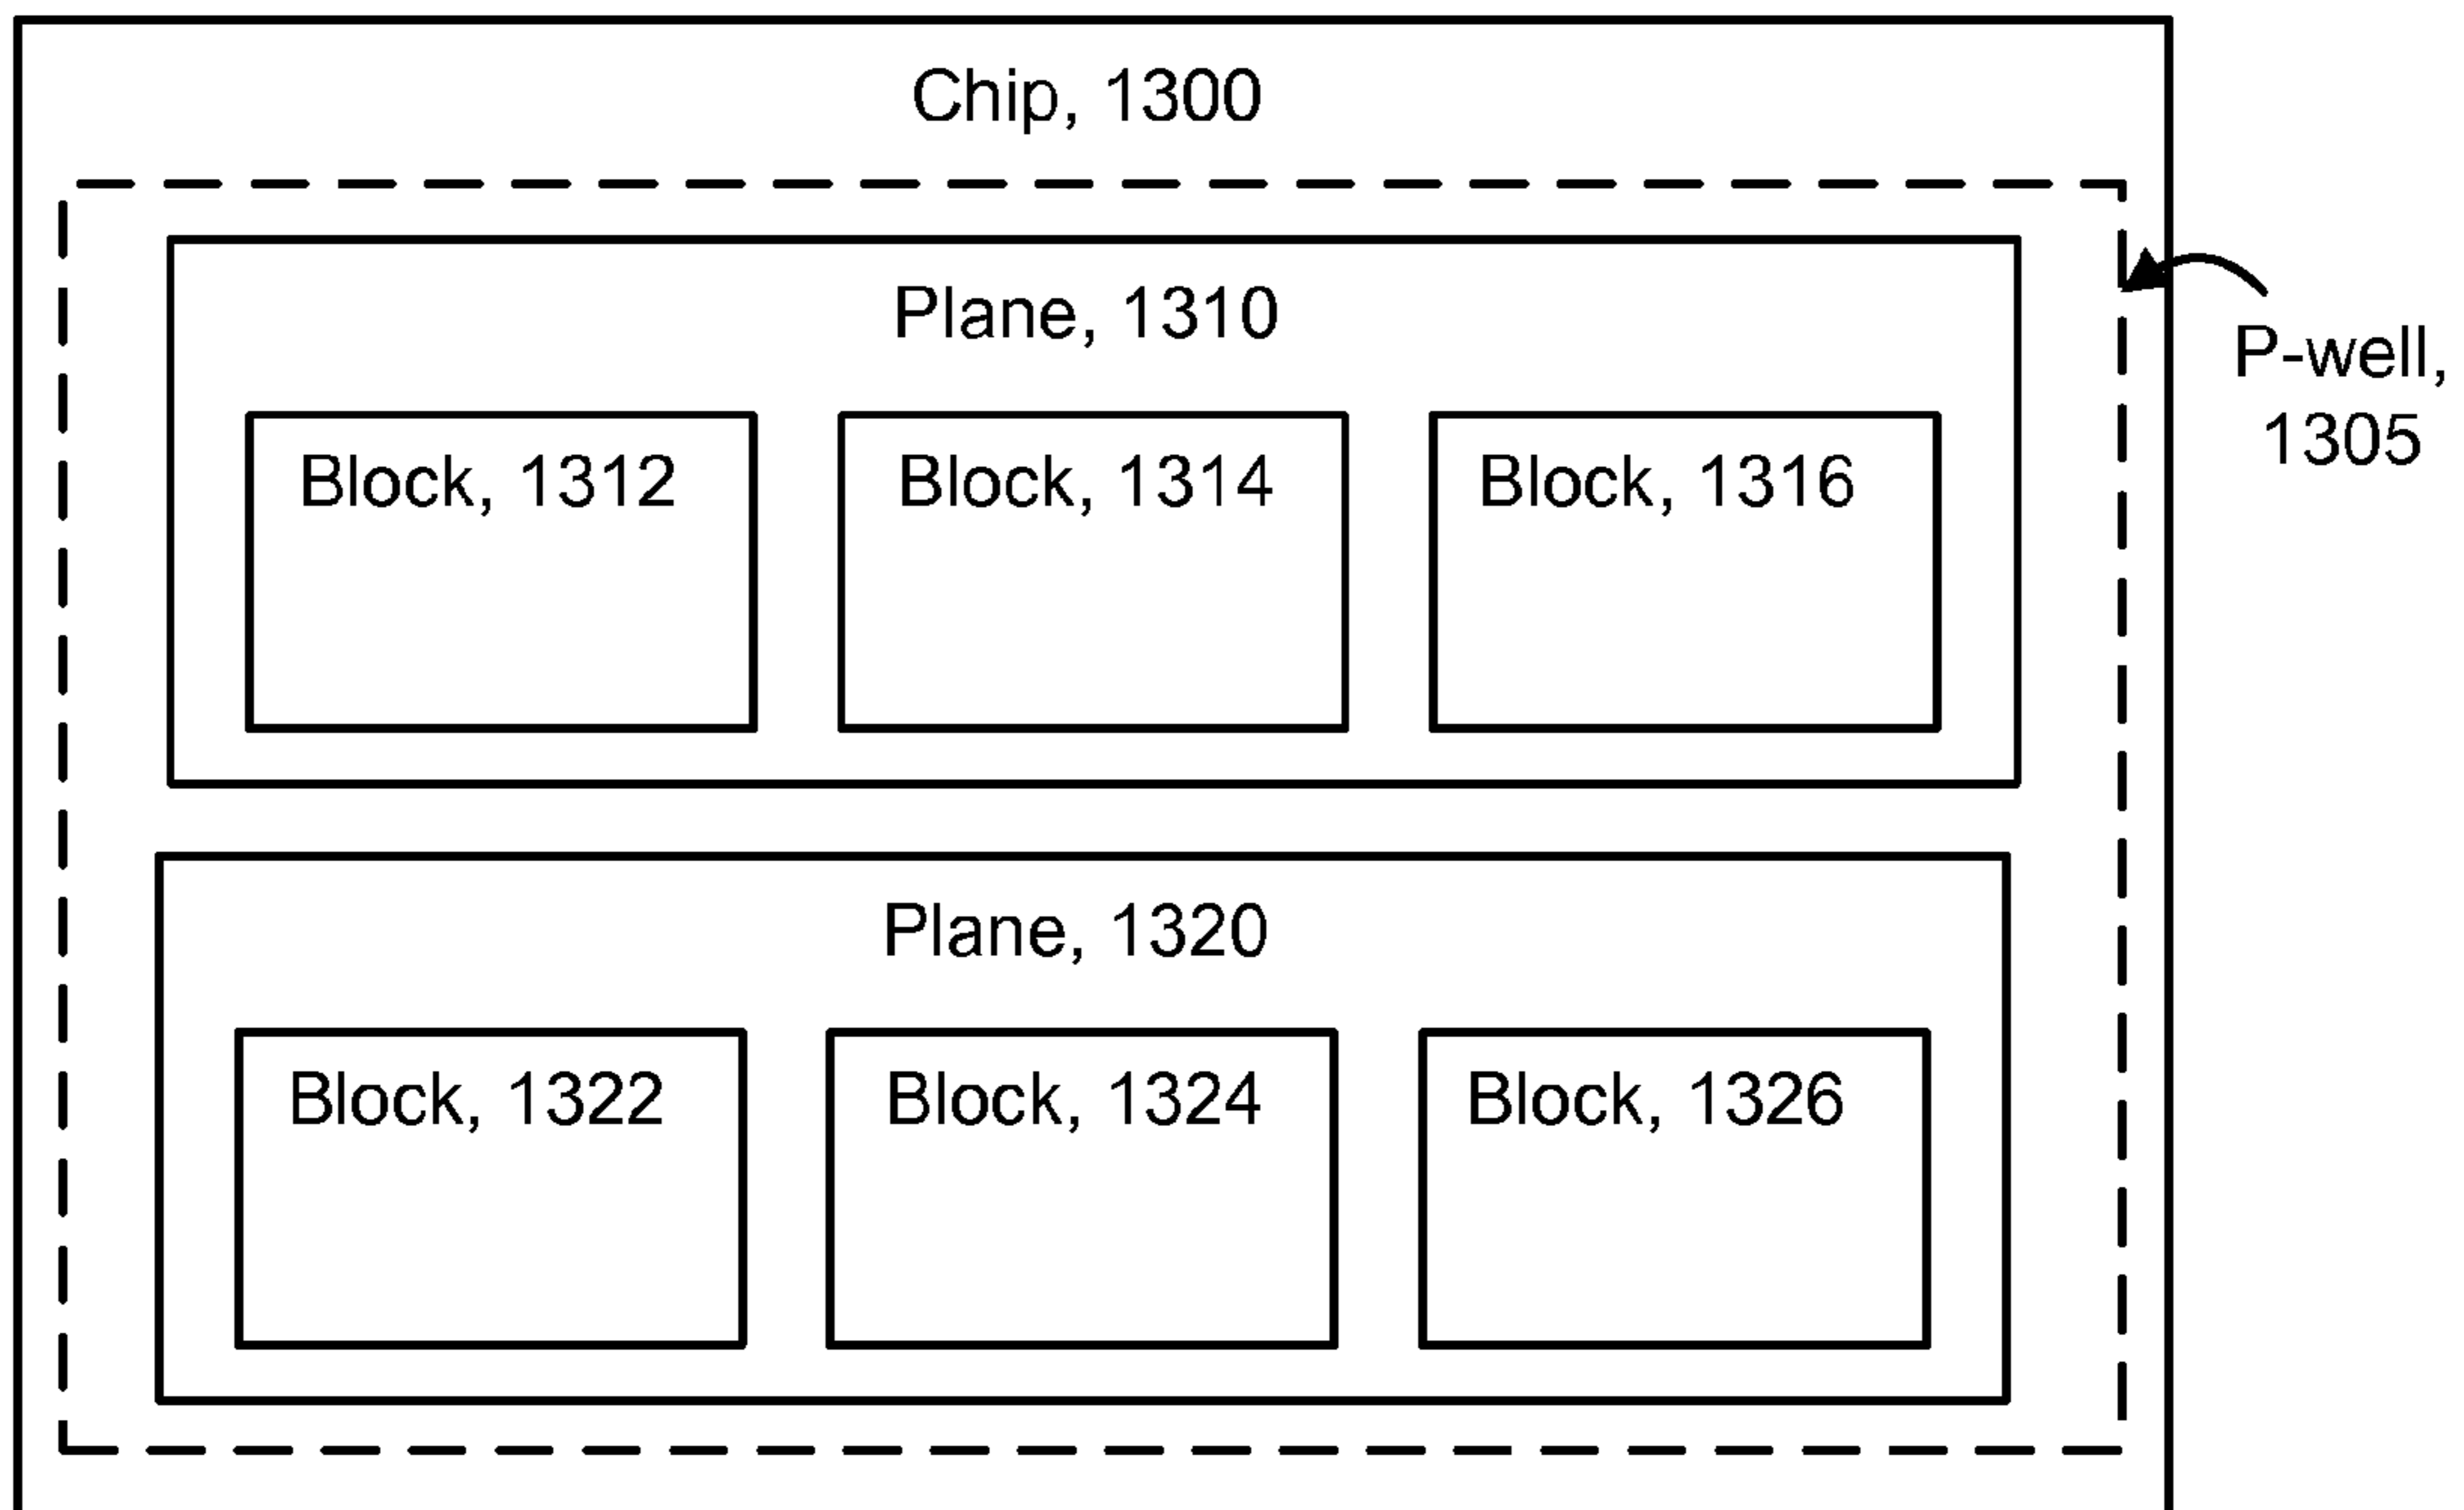 Chip, 1300
Plane, 1310
P-well,
1305
Block, 1312
Block, 1314
Block, 1316
Plane, 1320
Block, 1322
Block, 1324
Block, 1326